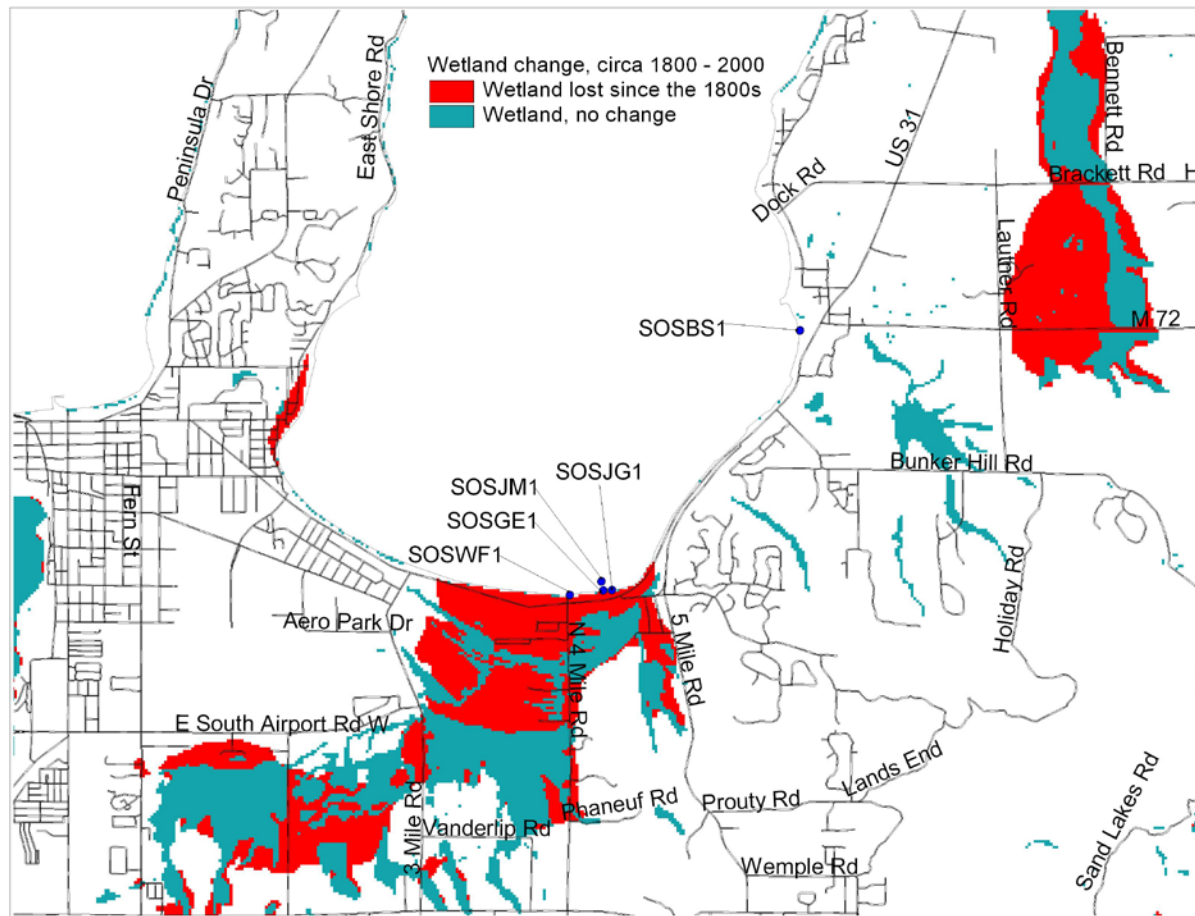 Wetland change, circa 1800 - 2000
Wetland lost since the 1800s
Wetland, no change
Peninsula Dr
East Shore Rd
US 31
Bennett Rd
Brackett Rd H
Dock Rd
Lautner Rd
M 72
SOSBS1
Bunker Hill Rd
SOSJG1
SOSJM1
SOSGE1
SOSWF1
Fern St
Holiday Rd
Aero Park Dr
N 4 Mile Rd
5 Mile Rd
E South Airport Rd W
3 Mile Rd
Vanderlip Rd
Phaneuf Rd
Prouty Rd
Lands End
Wemple Rd
Sand Lakes Rd